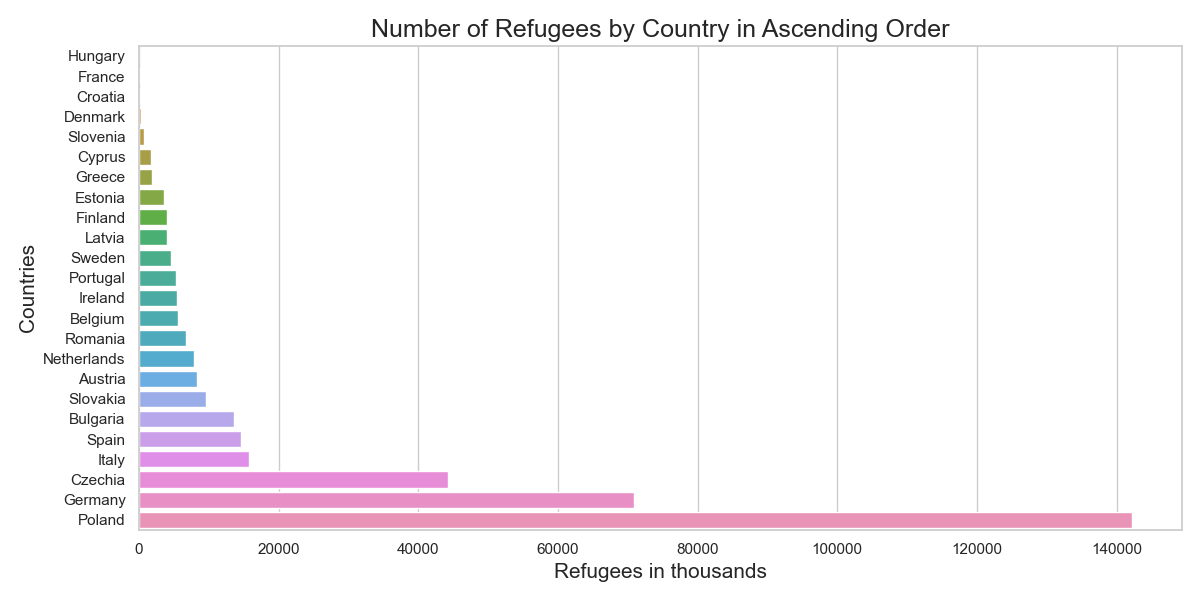 Number of Refugees by Country in Ascending Order
Countries
Hungary
France
Croatia
Denmark
Slovenia
Cyprus
Greece
Estonia
Finland
Latvia
Sweden
Portugal
Ireland
Belgium
Romania
Netherlands
Austria
Slovakia
Bulgaria
Spain
Italy
Czechia
Germany
Poland
0 20000 40000 60000 80000 100000 120000 140000
Refugees in thousands